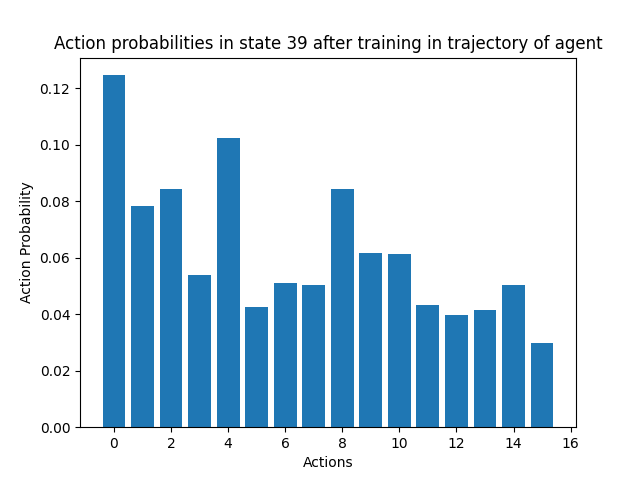 Action probabilities in state 39 after training in trajectory of agent
0.12
0.10
0.08
0.06
0.04
0.02
0.00
Action Probability
0 2 4 6 8 10 12 14 16
Actions